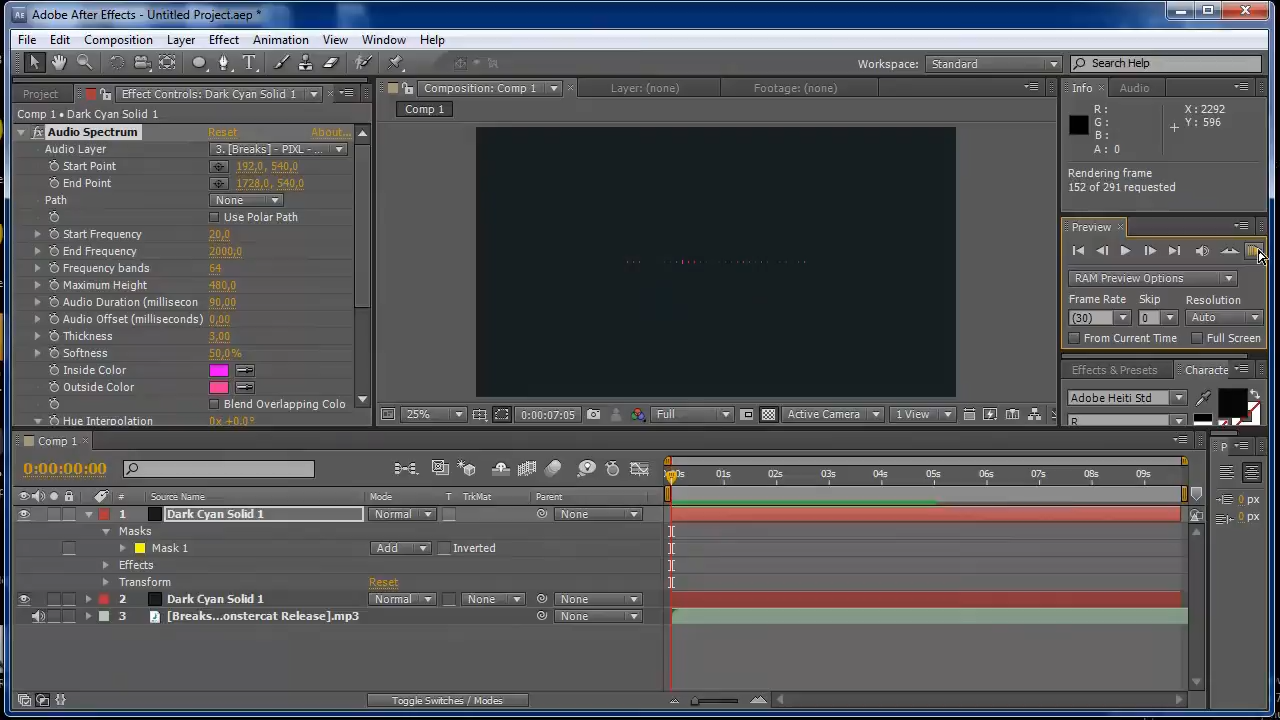 Adobe After Effects - Untitled Project.aep *
File Edit Composition Layer Effect Animation View Window Help
Workspace: Standard Search Help
Project Effect Controls: Dark Cyan Solid 1
Comp 1 • Dark Cyan Solid 1
Audio Spectrum Reset About...
Audio Layer 3. [Breaks] - PIXL - ...
Start Point 192,0, 540,0
End Point 1728,0, 540,0
Path None
Use Polar Path
Start Frequency 20,0
End Frequency 2000,0
Frequency bands 64
Maximum Height 480,0
Audio Duration (millisecon 90,00
Audio Offset (milliseconds) 0,00
Thickness 3,00
Softness 50,0%
Inside Color
Outside Color
Blend Overlapping Colo
Hue Interpolation 0x +0,0°
Composition: Comp 1 Layer: (none) Footage: (none)
Comp 1
25% 0:00:07:05 Full Active Camera 1 View
Info Audio
R: X: 2292
G: Y: 596
B:
A: 0
Rendering frame
152 of 291 requested
Preview
RAM Preview Options
Frame Rate Skip Resolution
(30) 0 Auto
From Current Time Full Screen
Effects & Presets Characte
Adobe Heiti Std
R
Comp 1
0:00:00:00
01s 02s 03s 04s 05s 06s 07s 08s 09s
# Source Name Mode T TrkMat Parent
1 Dark Cyan Solid 1 Normal None
Masks
Mask 1 Add Inverted
Effects
Transform Reset
2 Dark Cyan Solid 1 Normal None None
3 [Breaks...onstercat Release].mp3 None
Toggle Switches / Modes
P
0 px
0 px